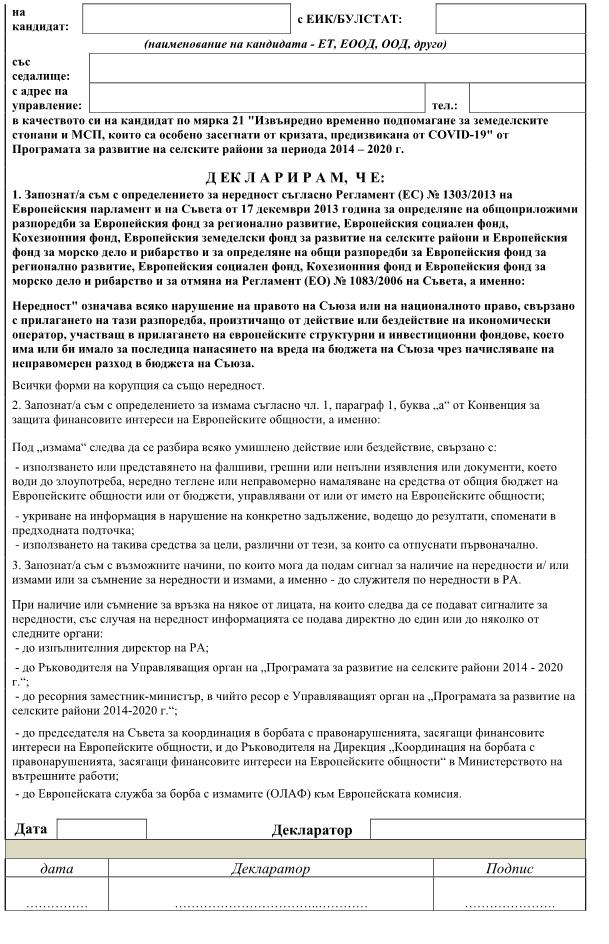 на
кандидат:
с ЕИК/БУЛСТАТ:
(наименование на кандидата - ЕТ, ЕООД, ООД, друго)
със
седалище:
с адрес на
управление:
тел.:
в качеството си на кандидат по мярка 21 "Извънредно временно подпомагане за земеделските
стопани и МСП, които са особено засегнати от кризата, предизвикана от COVID-19" от
Програмата за развитие на селските райони за периода 2014 – 2020 г.
Д Е К Л А Р И Р А М, Ч Е:
1. Запознат/а съм с определението за нередност съгласно Регламент (ЕС) № 1303/2013 на
Европейския парламент и на Съвета от 17 декември 2013 година за определяне на общоприложими
разпоредби за Европейския фонд за регионално развитие, Европейския социален фонд,
Кохезионния фонд, Европейския земеделски фонд за развитие на селските райони и Европейския
фонд за морско дело и рибарство и за определяне на общи разпоредби за Европейския фонд за
регионално развитие, Европейския социален фонд, Кохезионния фонд и Европейския фонд за
морско дело и рибарство и за отмяна на Регламент (ЕО) № 1083/2006 на Съвета, а именно:
Нередност" означава всяко нарушение на правото на Съюза или на националното право, свързано
с прилагането на тази разпоредба, произтичащо от действие или бездействие на икономически
оператор, участващ в прилагането на европейските структурни и инвестиционни фондове, което
има или би имало за последица нанасянето на вреда на бюджета на Съюза чрез начисляване на
неправомерен разход в бюджета на Съюза.
Всички форми на корупция са също нередност.
2. Запознат/а съм с определението за измама съгласно чл. 1, параграф 1, буква „а“ от Конвенция за
защита финансовите интереси на Европейските общности, а именно:
Под „измама“ следва да се разбира всяко умишлено действие или бездействие, свързано с:
- използването или представянето на фалшиви, грешни или непълни изявления или документи, което
води до злоупотреба, нередно теглене или неправомерно намаляване на средства от общия бюджет на
Европейските общности или от бюджети, управлявани от или от името на Европейските общности;
- укриване на информация в нарушение на конкретно задължение, водещо до резултати, споменати в
предходната подточка;
- използването на такива средства за цели, различни от тези, за които са отпуснати първоначално.
3. Запознат/а съм с възможните начини, по които мога да подам сигнал за наличие на нередности и/ или
измами или за съмнение за нередности и измами, а именно - до служителя по нередности в РА.
При наличие или съмнение за връзка на някое от лицата, на които следва да се подават сигналите за
нередности, със случая на нередност информацията се подава директно до един или до няколко от
следните органи:
- до изпълнителния директор на РА;
- до Ръководителя на Управляващия орган на „Програмата за развитие на селските райони 2014 - 2020
г.“;
- до ресорния заместник-министър, в чийто ресор е Управляващият орган на „Програмата за развитие на
селските райони 2014-2020 г.“;
- до председателя на Съвета за координация в борбата с правонарушенията, засягащи финансовите
интереси на Европейските общности, и до Ръководителя на Дирекция „Координация на борбата с
правонарушенията, засягащи финансовите интереси на Европейските общности“ в Министерството на
вътрешните работи;
- до Европейската служба за борба с измамите (ОЛАФ) към Европейската комисия.
Дата
Декларатор
дата
Декларатор
Подпис
……………
………………………..…………
………………….